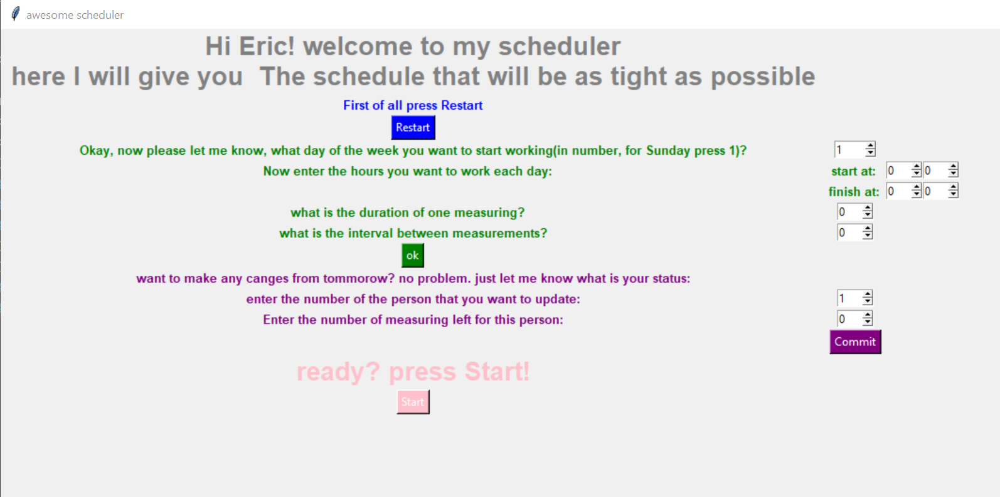 awesome scheduler
Hi Eric! welcome to my scheduler
here I will give you  The schedule that will be as tight as possible
First of all press Restart
Restart
Okay, now please let me know, what day of the week you want to start working(in number, for Sunday press 1)? 1
Now enter the hours you want to work each day: start at: 0 0
finish at: 0 0
what is the duration of one measuring? 0
what is the interval between measurements? 0
ok
want to make any canges from tommorow? no problem. just let me know what is your status:
enter the number of the person that you want to update: 1
Enter the number of measuring left for this person: 0
Commit
ready? press Start!
Start